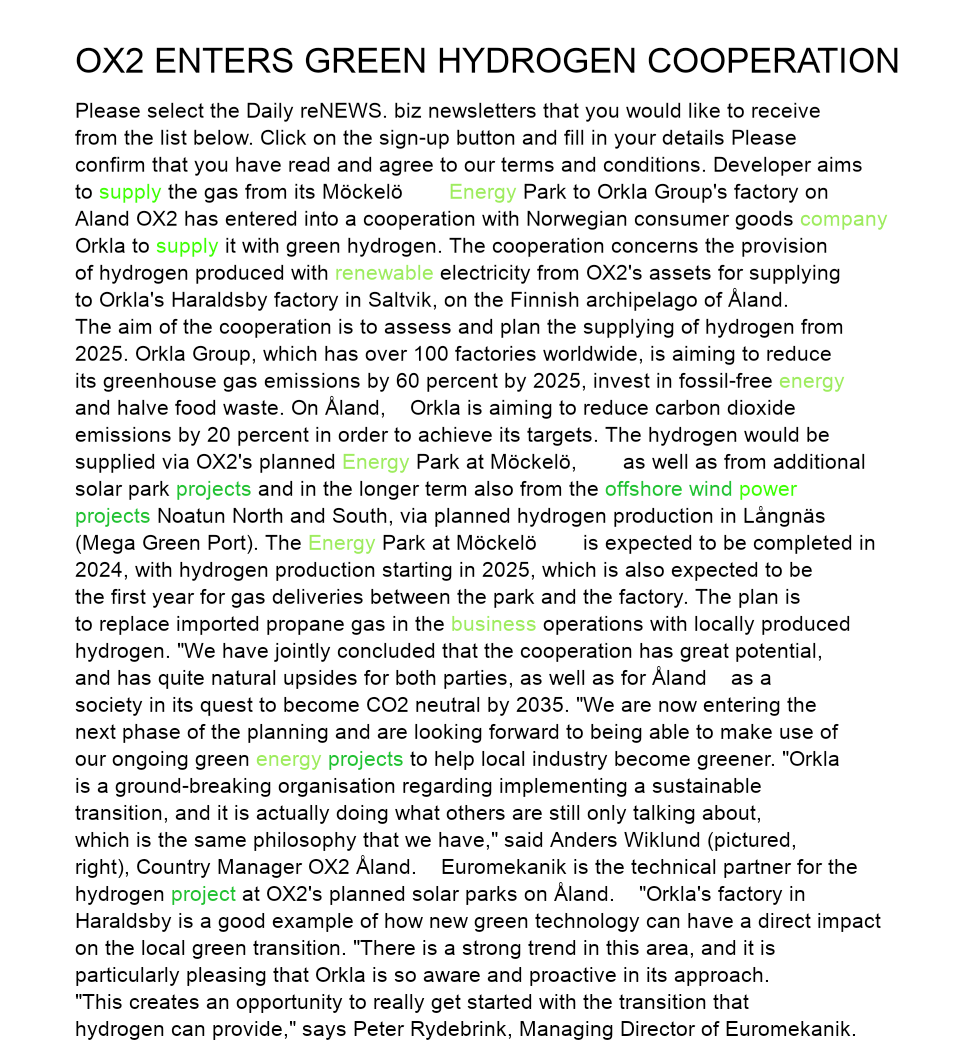 OX2 ENTERS GREEN HYDROGEN COOPERATION
Please select the Daily reNEWS. biz newsletters that you would like to receive
from the list below. Click on the sign-up button and fill in your details Please
confirm that you have read and agree to our terms and conditions. Developer aims
to supply the gas from its Möckelö Energy Park to Orkla Group's factory on
Aland OX2 has entered into a cooperation with Norwegian consumer goods company
Orkla to supply it with green hydrogen. The cooperation concerns the provision
of hydrogen produced with renewable electricity from OX2's assets for supplying
to Orkla's Haraldsby factory in Saltvik, on the Finnish archipelago of Åland.
The aim of the cooperation is to assess and plan the supplying of hydrogen from
2025. Orkla Group, which has over 100 factories worldwide, is aiming to reduce
its greenhouse gas emissions by 60 percent by 2025, invest in fossil-free energy
and halve food waste. On Åland, Orkla is aiming to reduce carbon dioxide
emissions by 20 percent in order to achieve its targets. The hydrogen would be
supplied via OX2's planned Energy Park at Möckelö, as well as from additional
solar park projects and in the longer term also from the offshore wind power
projects Noatun North and South, via planned hydrogen production in Långnäs
(Mega Green Port). The Energy Park at Möckelö is expected to be completed in
2024, with hydrogen production starting in 2025, which is also expected to be
the first year for gas deliveries between the park and the factory. The plan is
to replace imported propane gas in the business operations with locally produced
hydrogen. "We have jointly concluded that the cooperation has great potential,
and has quite natural upsides for both parties, as well as for Åland as a
society in its quest to become CO2 neutral by 2035. "We are now entering the
next phase of the planning and are looking forward to being able to make use of
our ongoing green energy projects to help local industry become greener. "Orkla
is a ground-breaking organisation regarding implementing a sustainable
transition, and it is actually doing what others are still only talking about,
which is the same philosophy that we have," said Anders Wiklund (pictured,
right), Country Manager OX2 Åland. Euromekanik is the technical partner for the
hydrogen project at OX2's planned solar parks on Åland. "Orkla's factory in
Haraldsby is a good example of how new green technology can have a direct impact
on the local green transition. "There is a strong trend in this area, and it is
particularly pleasing that Orkla is so aware and proactive in its approach.
"This creates an opportunity to really get started with the transition that
hydrogen can provide," says Peter Rydebrink, Managing Director of Euromekanik.